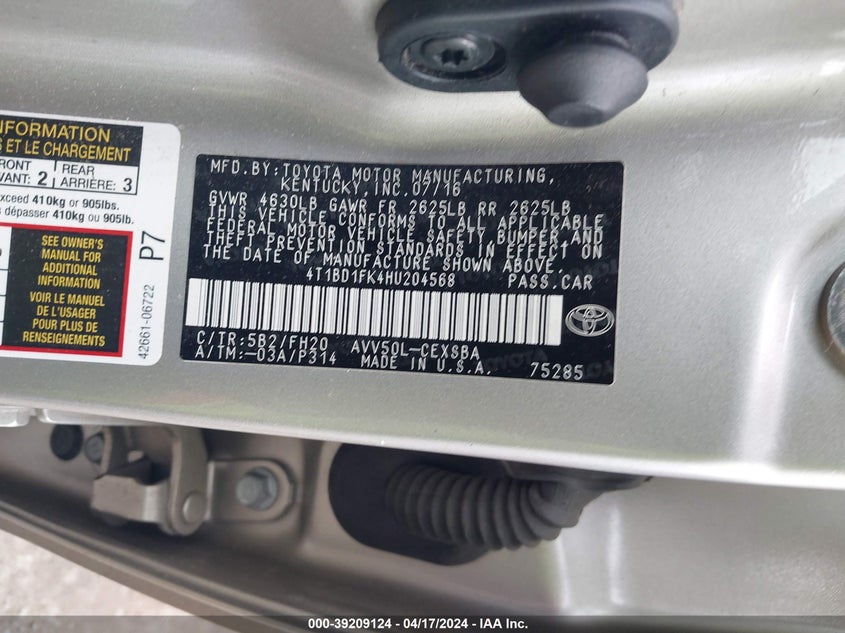 NFORMATION
S ET LE CHARGEMENT
FRONT
VANT: 2
REAR
ARRIÈRE: 3
exceed 410kg or 905lbs.
s dépasser 410kg ou 905lb.
SEE OWNER'S
MANUAL FOR
ADDITIONAL
INFORMATION
VOIR LE MANUEL
DE L'USAGER
POUR PLUS DE
RENSEIGNEMENTS
P7
42661-06722
MFD.BY:TOYOTA MOTOR MANUFACTURING,
KENTUCKY,INC.07/16
GVWR 4630LB GAWR FR 2625LB RR 2625LB
THIS VEHICLE CONFORMS TO ALL APPLICABLE
FEDERAL MOTOR VEHICLE SAFETY,BUMPER,AND
THEFT PREVENTION STANDARDS IN EFFECT ON
THE DATE OF MANUFACTURE SHOWN ABOVE.
4T1BD1FK4HU204568 PASS.CAR
C/TR:5B2/FH20 AVV50L-CEXSBA
A/TM:-03A/P314 MADE IN U.S.A. 75285
000-39209124 - 04/17/2024 - IAA Inc.